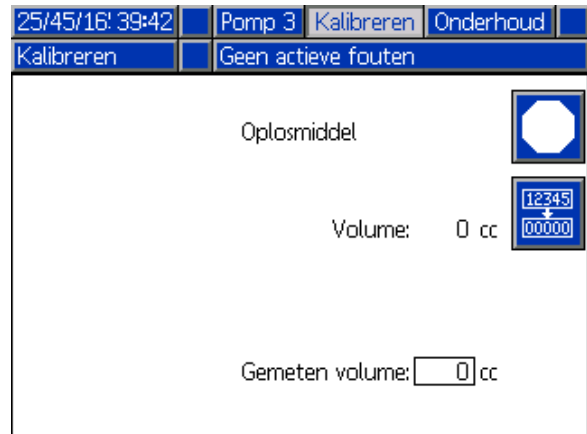 25/45/16' 39:42 Pomp 3 Kalibreren Onderhoud
Kalibreren Geen actieve fouten
Oplosmiddel
12345
Volume: 0 cc 00000
Gemeten volume: 0 cc